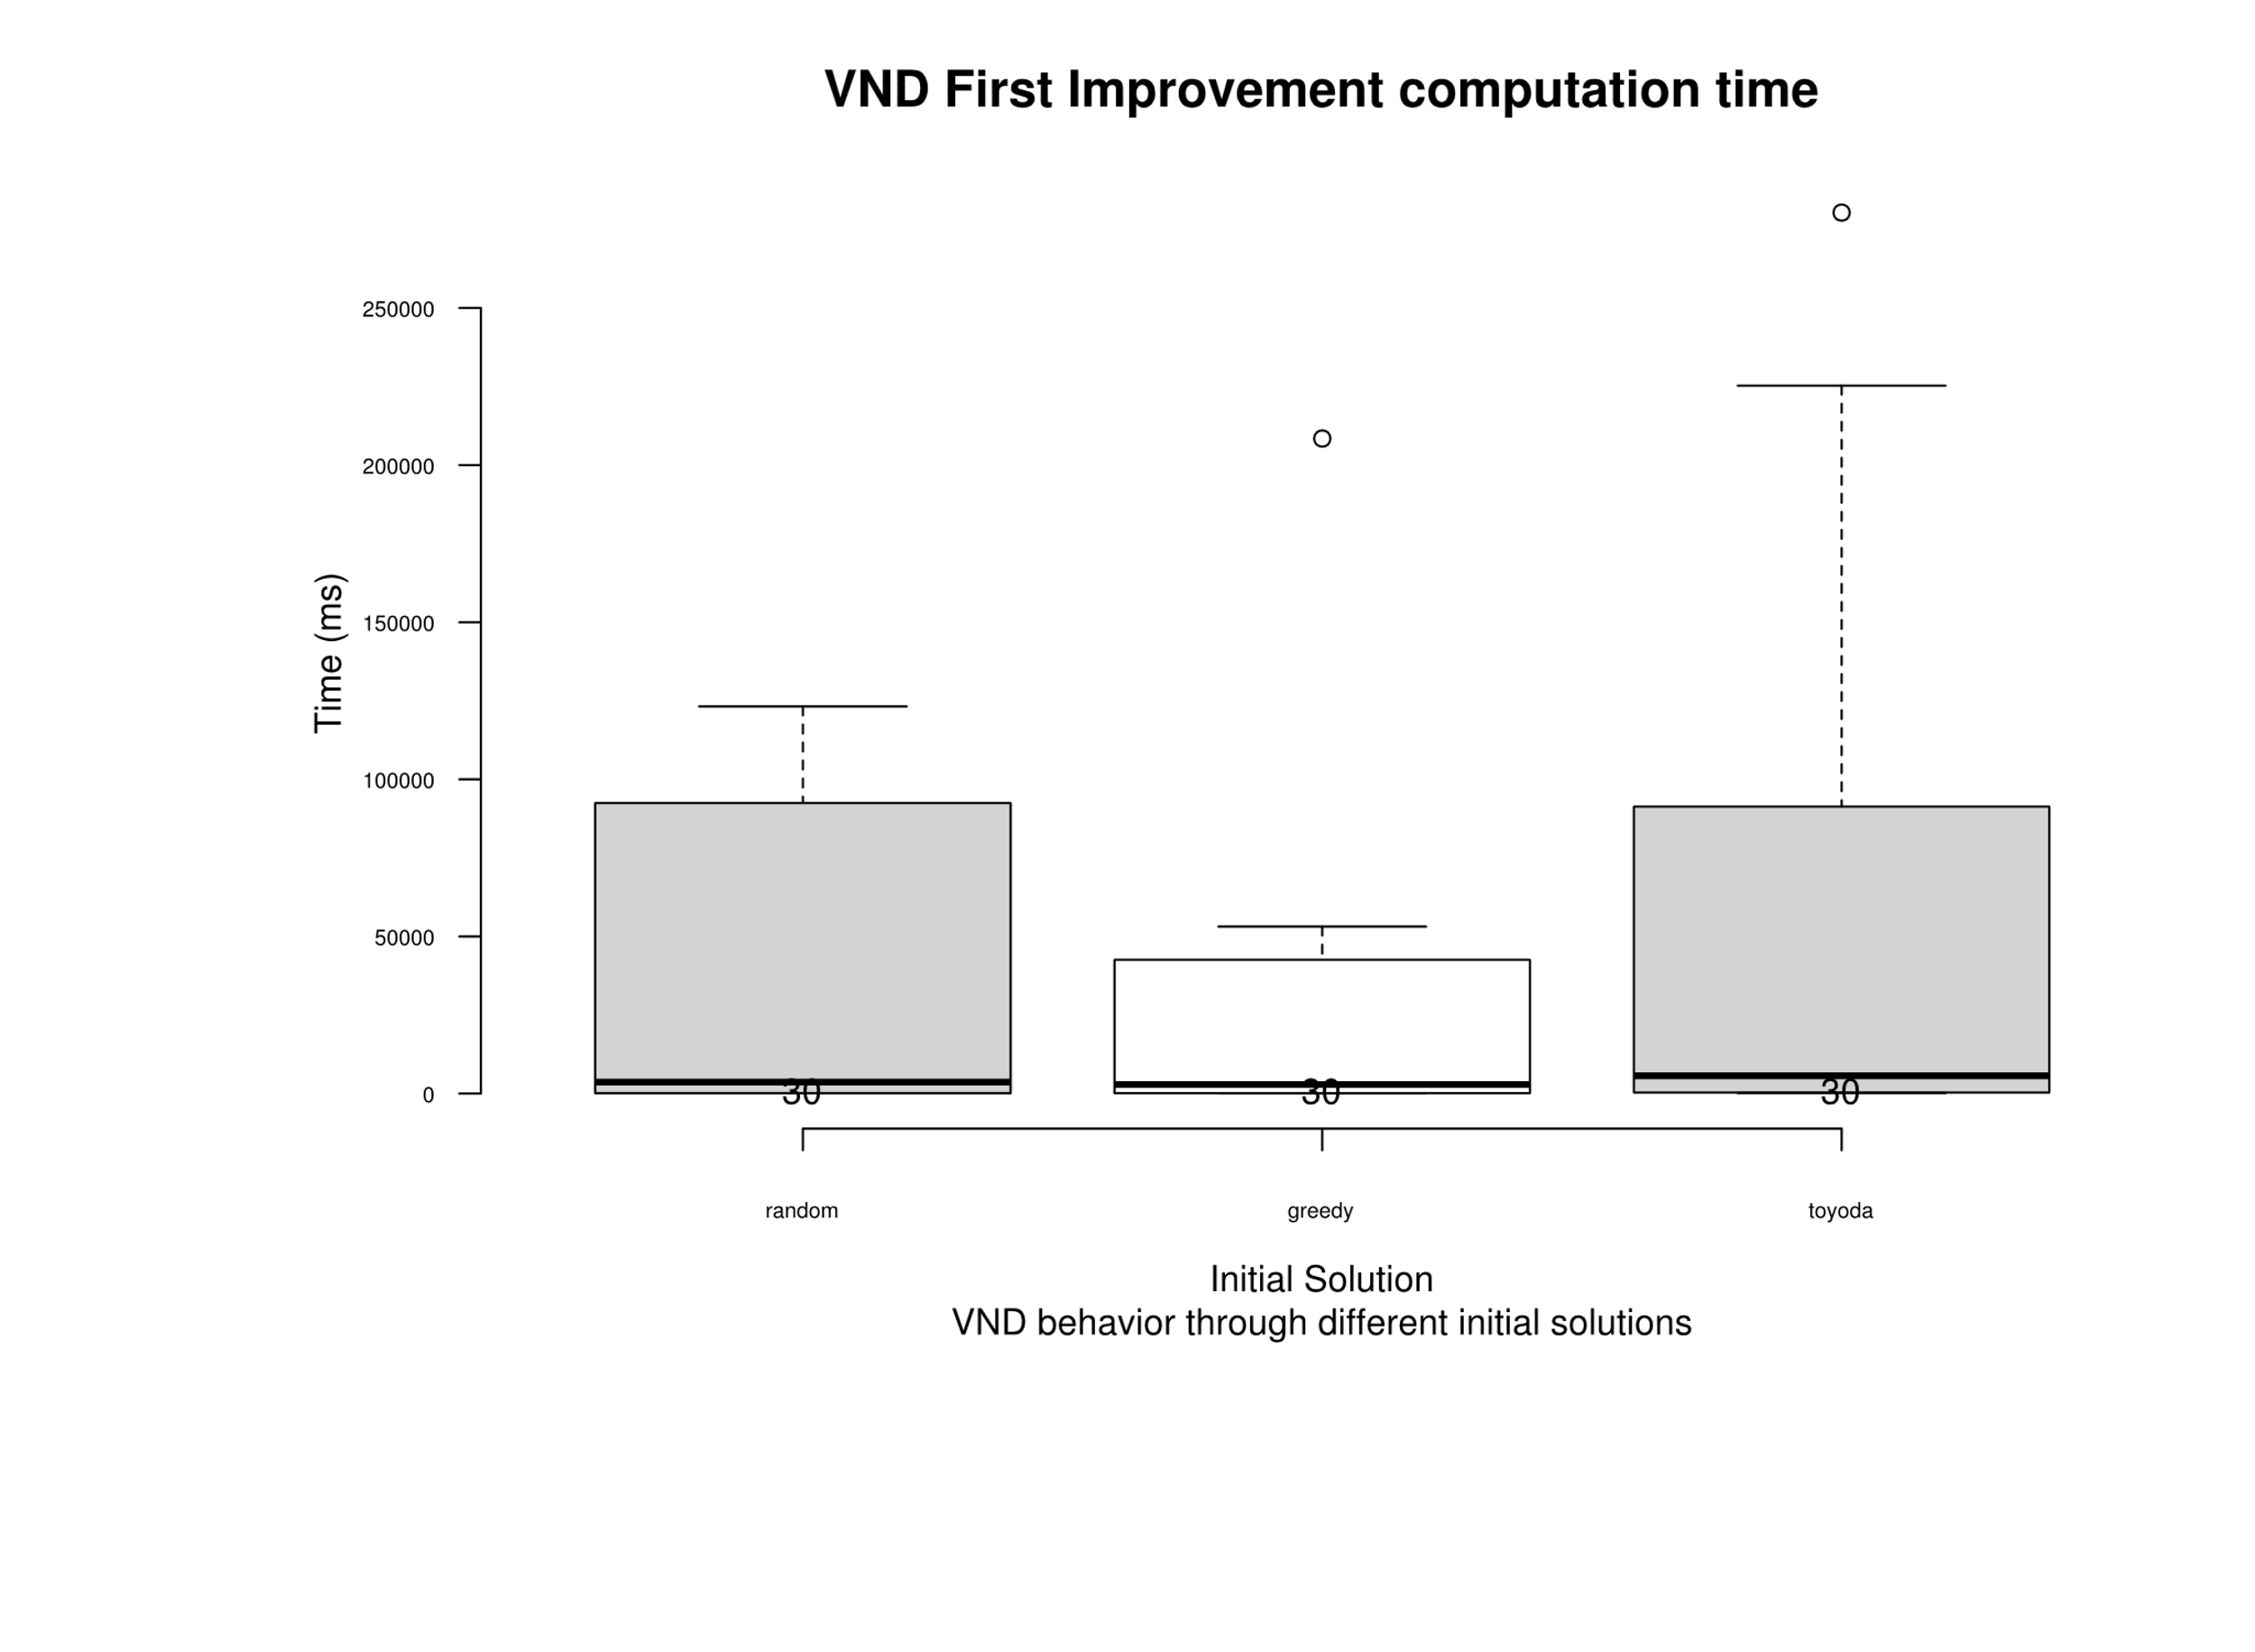 VND First Improvement computation time
250000
200000
150000
100000
50000
0
Time (ms)
30 30 30
random greedy toyoda
Initial Solution
VND behavior through different initial solutions